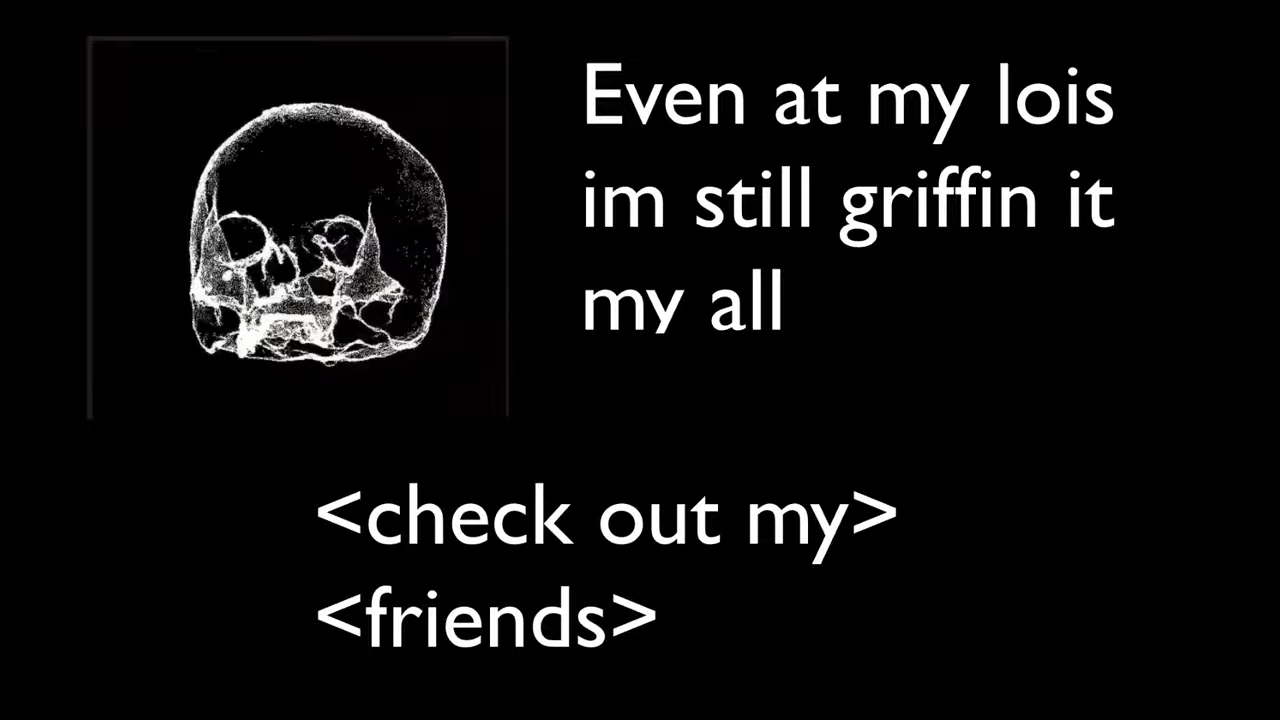 Even at my lois
im still griffin it
my all
<check out my>
<friends>